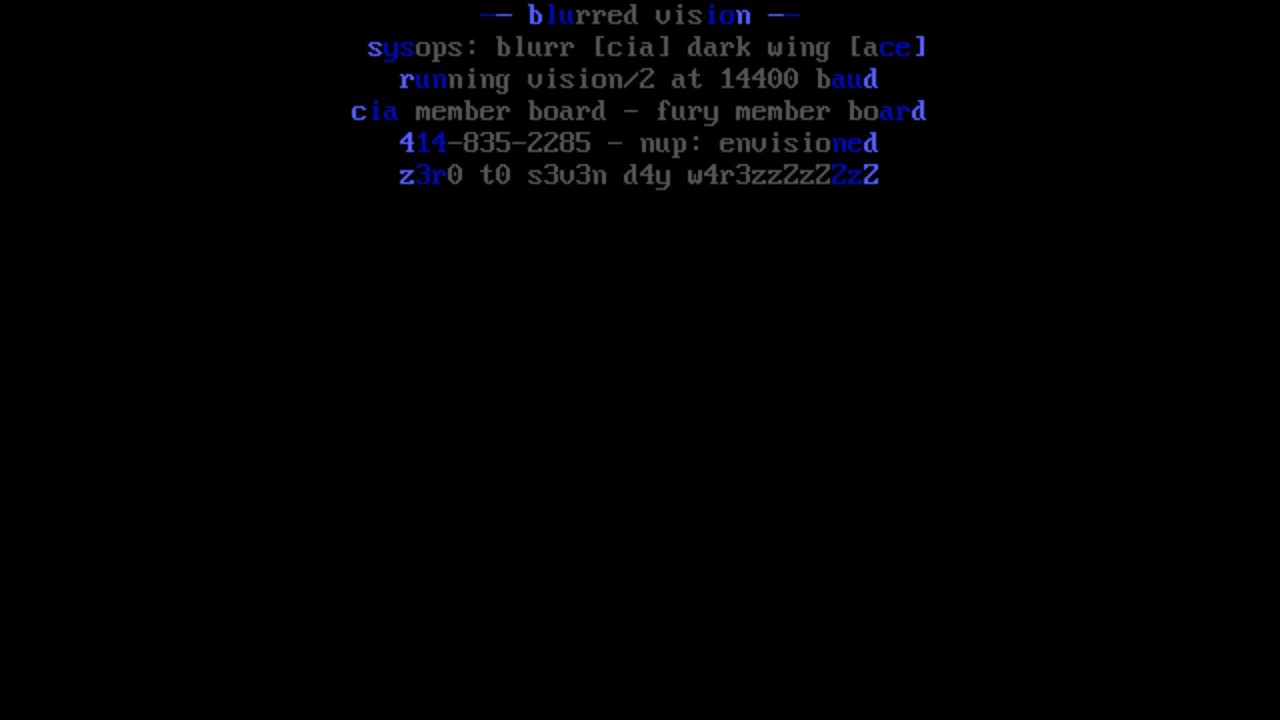 ── blurred vision ──
sysops: blurr [cia] dark wing [ace]
running vision/2 at 14400 baud
cia member board - fury member board
414-835-2285 - nup: envisioned
z3r0 t0 s3v3n d4y w4r3zzZzZZzZ